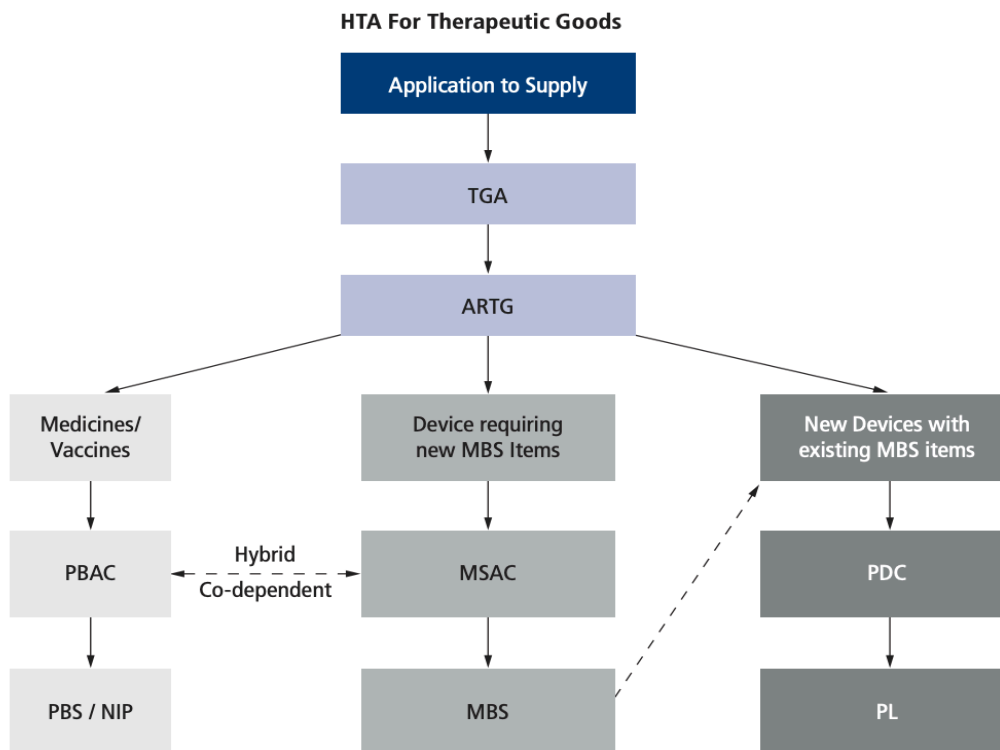 HTA For Therapeutic Goods
Application to Supply
TGA
ARTG
Medicines/
Vaccines
Device requiring
new MBS Items
New Devices with
existing MBS items
PBAC
Hybrid
Co-dependent
MSAC
PDC
PBS / NIP
MBS
PL